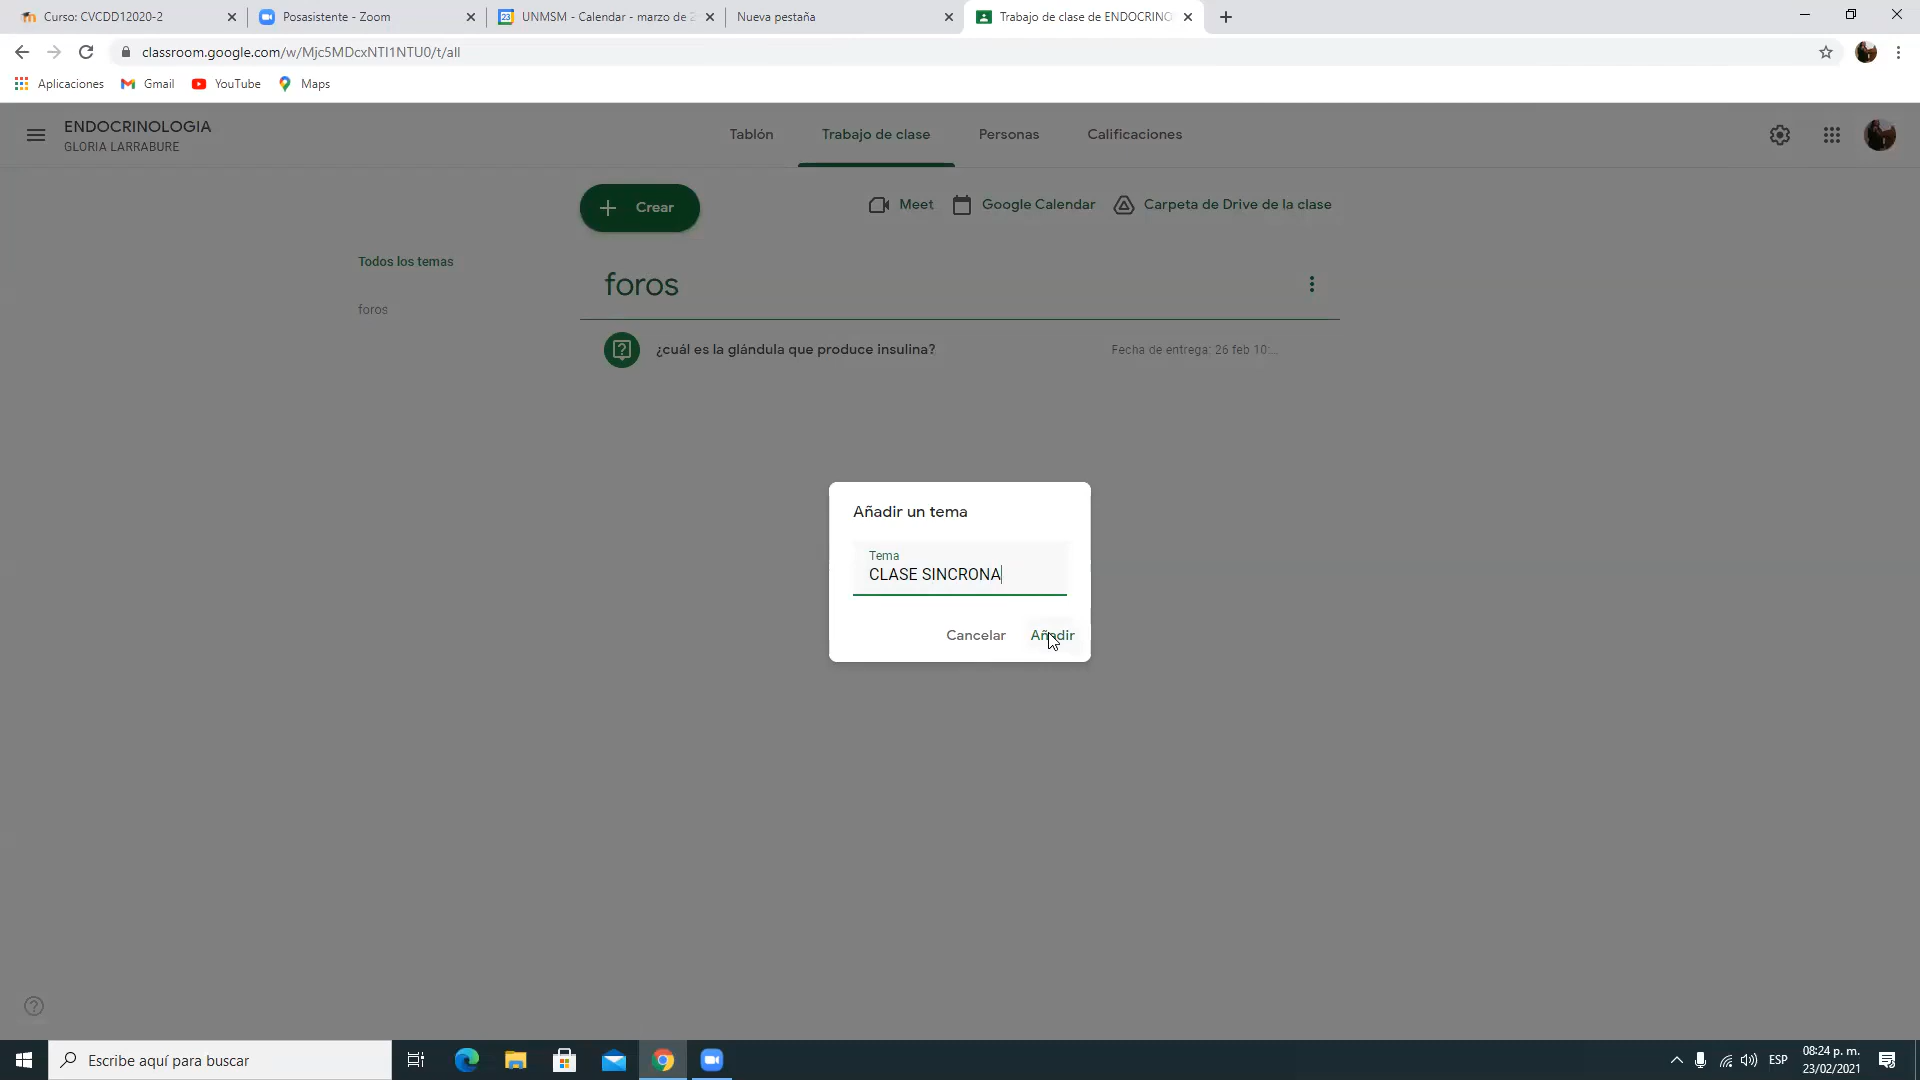 Curso: CVCDD12020-2
Posasistente - Zoom
UNMSM - Calendar - marzo de 2
Nueva pestaña
Trabajo de clase de ENDOCRINO
classroom.google.com/w/Mjc5MDcxNTI1NTU0/t/all
Aplicaciones
Gmail
YouTube
Maps
ENDOCRINOLOGIA
GLORIA LARRABURE
Tablón
Trabajo de clase
Personas
Calificaciones
Crear
Meet
Google Calendar
Carpeta de Drive de la clase
Todos los temas
foros
foros
¿cuál es la glándula que produce insulina?
Fecha de entrega: 26 feb 10:...
Añadir un tema
Tema
CLASE SINCRONA
Cancelar
Añadir
Escribe aquí para buscar
ESP
08:24 p. m.
23/02/2021